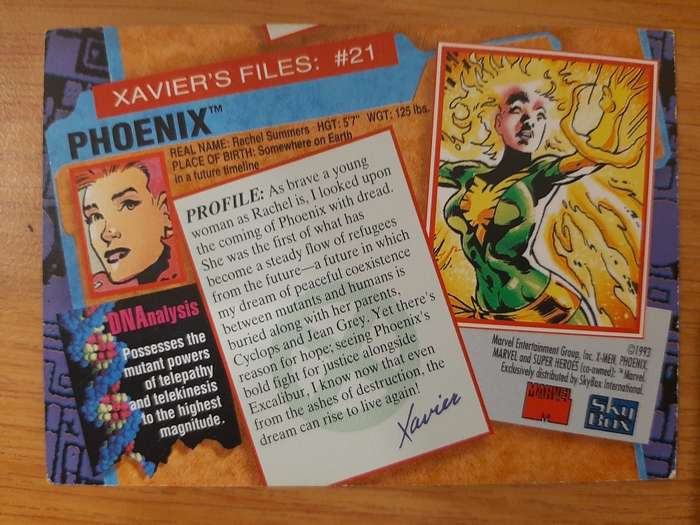 XAVIER'S FILES: #21
PHOENIX™
REAL NAME: Rachel Summers HGT: 5'7" WGT: 125 lbs.
PLACE OF BIRTH: Somewhere on Earth
in a future timeline
PROFILE: As brave a young
woman as Rachel is, I looked upon
the coming of Phoenix with dread.
She was the first of what has
become a steady flow of refugees
from the future—a future in which
my dream of peaceful coexistence
between mutants and humans is
buried along with her parents,
Cyclops and Jean Grey. Yet there's
reason for hope; seeing Phoenix's
bold fight for justice alongside
Excalibur, I know now that even
from the ashes of destruction, the
dream can rise to live again!
Xavier
DNAnalysis
Possesses the
mutant powers
of telepathy
and telekinesis
to the highest
magnitude.
©1993
Marvel Entertainment Group, Inc. X-MEN, PHOENIX,
MARVEL and SUPER HEROES (co-owned): ™ Marvel.
Exclusively distributed by SkyBox International.
MARVEL
SKY
BOX